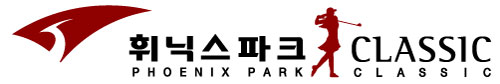 휘닉스파크 CLASSIC
PHOENIX PARK CLASSIC